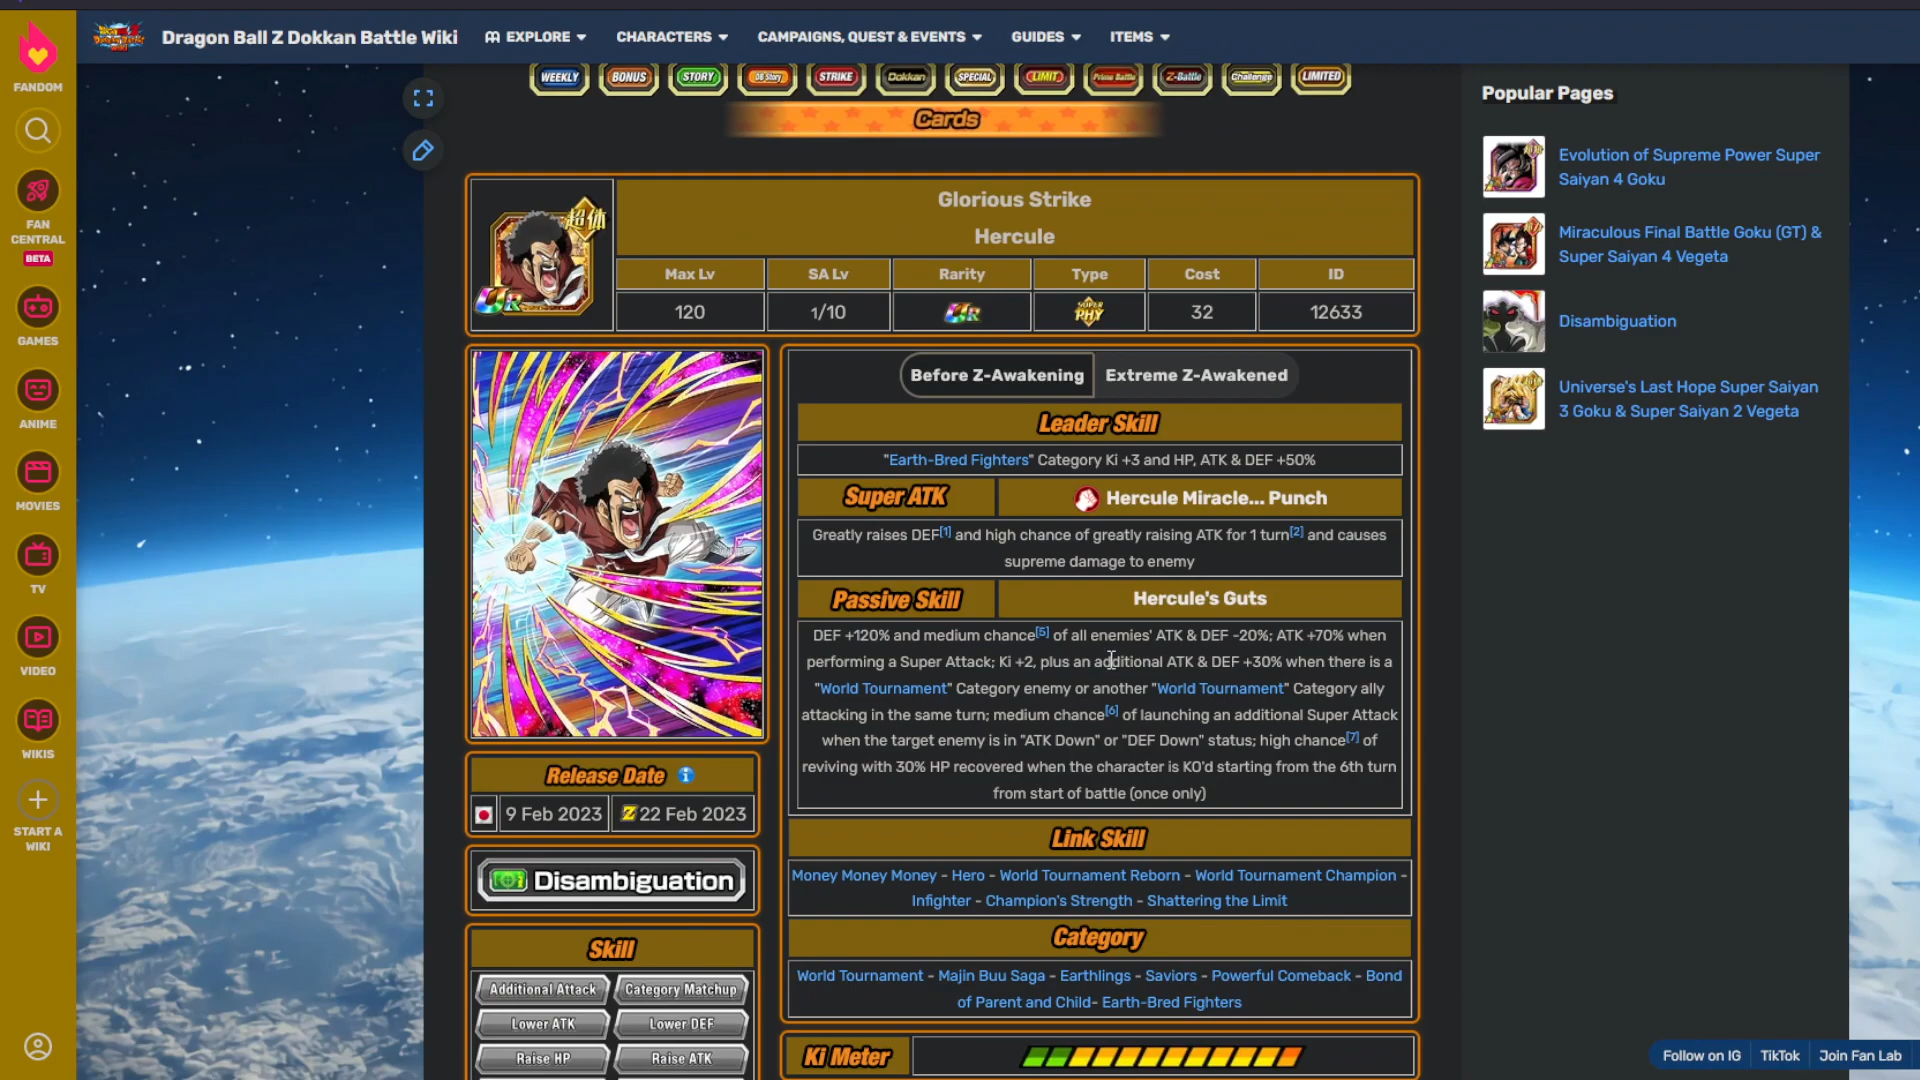 FANDOM
FAN
CENTRAL
BETA
GAMES
ANIME
MOVIES
TV
VIDEO
WIKIS
START A
WIKI
Dragon Ball Z Dokkan Battle Wiki
EXPLORE
CHARACTERS
CAMPAIGNS, QUEST & EVENTS
GUIDES
ITEMS
WEEKLY
BONUS
STORY
DB Story
STRIKE
Dokkan
SPECIAL
LIMIT
Prime Battle
Z-Battle
Challenge
LIMITED
Cards
超体
UR
Glorious Strike
Hercule
Max Lv
SA Lv
Rarity
Type
Cost
ID
120
1/10
UR
SUPER PHY
32
12633
Before Z-Awakening
Extreme Z-Awakened
Leader Skill
"Earth-Bred Fighters" Category Ki +3 and HP, ATK & DEF +50%
Super ATK
Hercule Miracle... Punch
Greatly raises DEF[1] and high chance of greatly raising ATK for 1 turn[2] and causes
supreme damage to enemy
Passive Skill
Hercule's Guts
DEF +120% and medium chance[5] of all enemies' ATK & DEF -20%; ATK +70% when
performing a Super Attack; Ki +2, plus an additional ATK & DEF +30% when there is a
"World Tournament" Category enemy or another "World Tournament" Category ally
attacking in the same turn; medium chance[6] of launching an additional Super Attack
when the target enemy is in "ATK Down" or "DEF Down" status; high chance[7] of
reviving with 30% HP recovered when the character is KO'd starting from the 6th turn
from start of battle (once only)
Link Skill
Money Money Money - Hero - World Tournament Reborn - World Tournament Champion -
Infighter - Champion's Strength - Shattering the Limit
Category
World Tournament - Majin Buu Saga - Earthlings - Saviors - Powerful Comeback - Bond
of Parent and Child- Earth-Bred Fighters
Ki Meter
Release Date
9 Feb 2023
Z 22 Feb 2023
Disambiguation
Skill
Additional Attack
Category Matchup
Lower ATK
Lower DEF
Raise HP
Raise ATK
Popular Pages
Evolution of Supreme Power Super
Saiyan 4 Goku
Miraculous Final Battle Goku (GT) &
Super Saiyan 4 Vegeta
Disambiguation
Universe's Last Hope Super Saiyan
3 Goku & Super Saiyan 2 Vegeta
Follow on IG
TikTok
Join Fan Lab